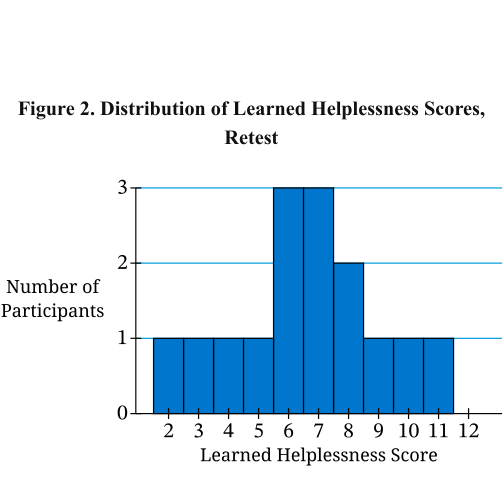 Figure 2. Distribution of Learned Helplessness Scores,
Retest
3
2
Number of
Participants
1
0
2 3 4 5 6 7 8 9 10 11 12
Learned Helplessness Score